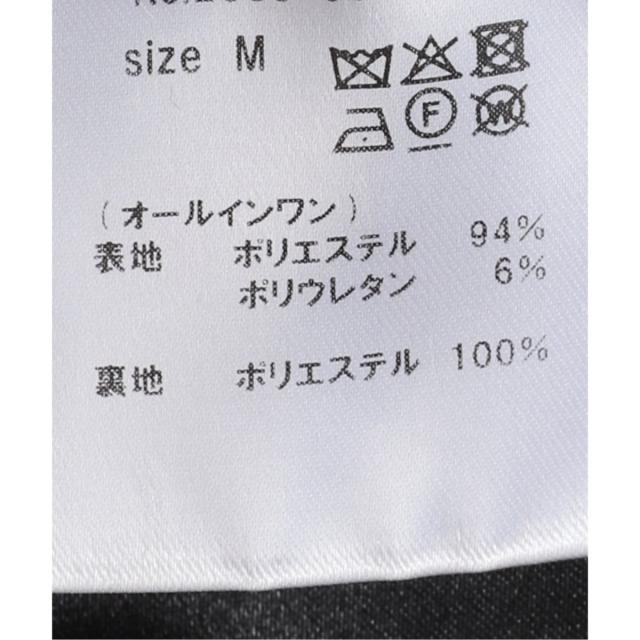 size M
F W
(オールインワン)
表地 ポリエステル 94%
ポリウレタン 6%
裏地 ポリエステル 100%